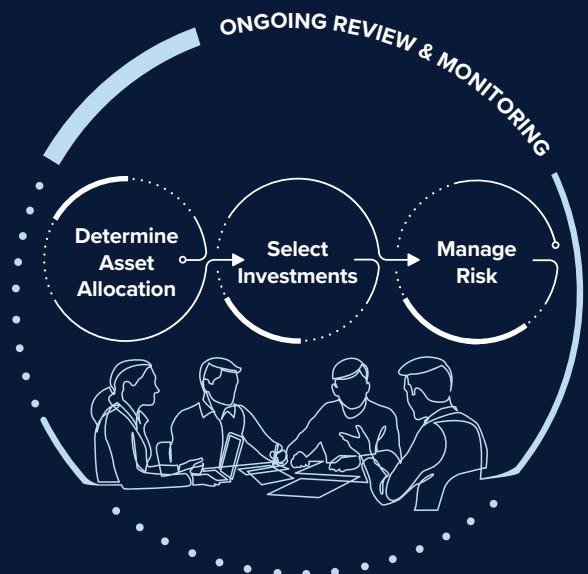 ONGOING REVIEW & MONITORING
Determine
Asset
Allocation
Select
Investments
Manage
Risk